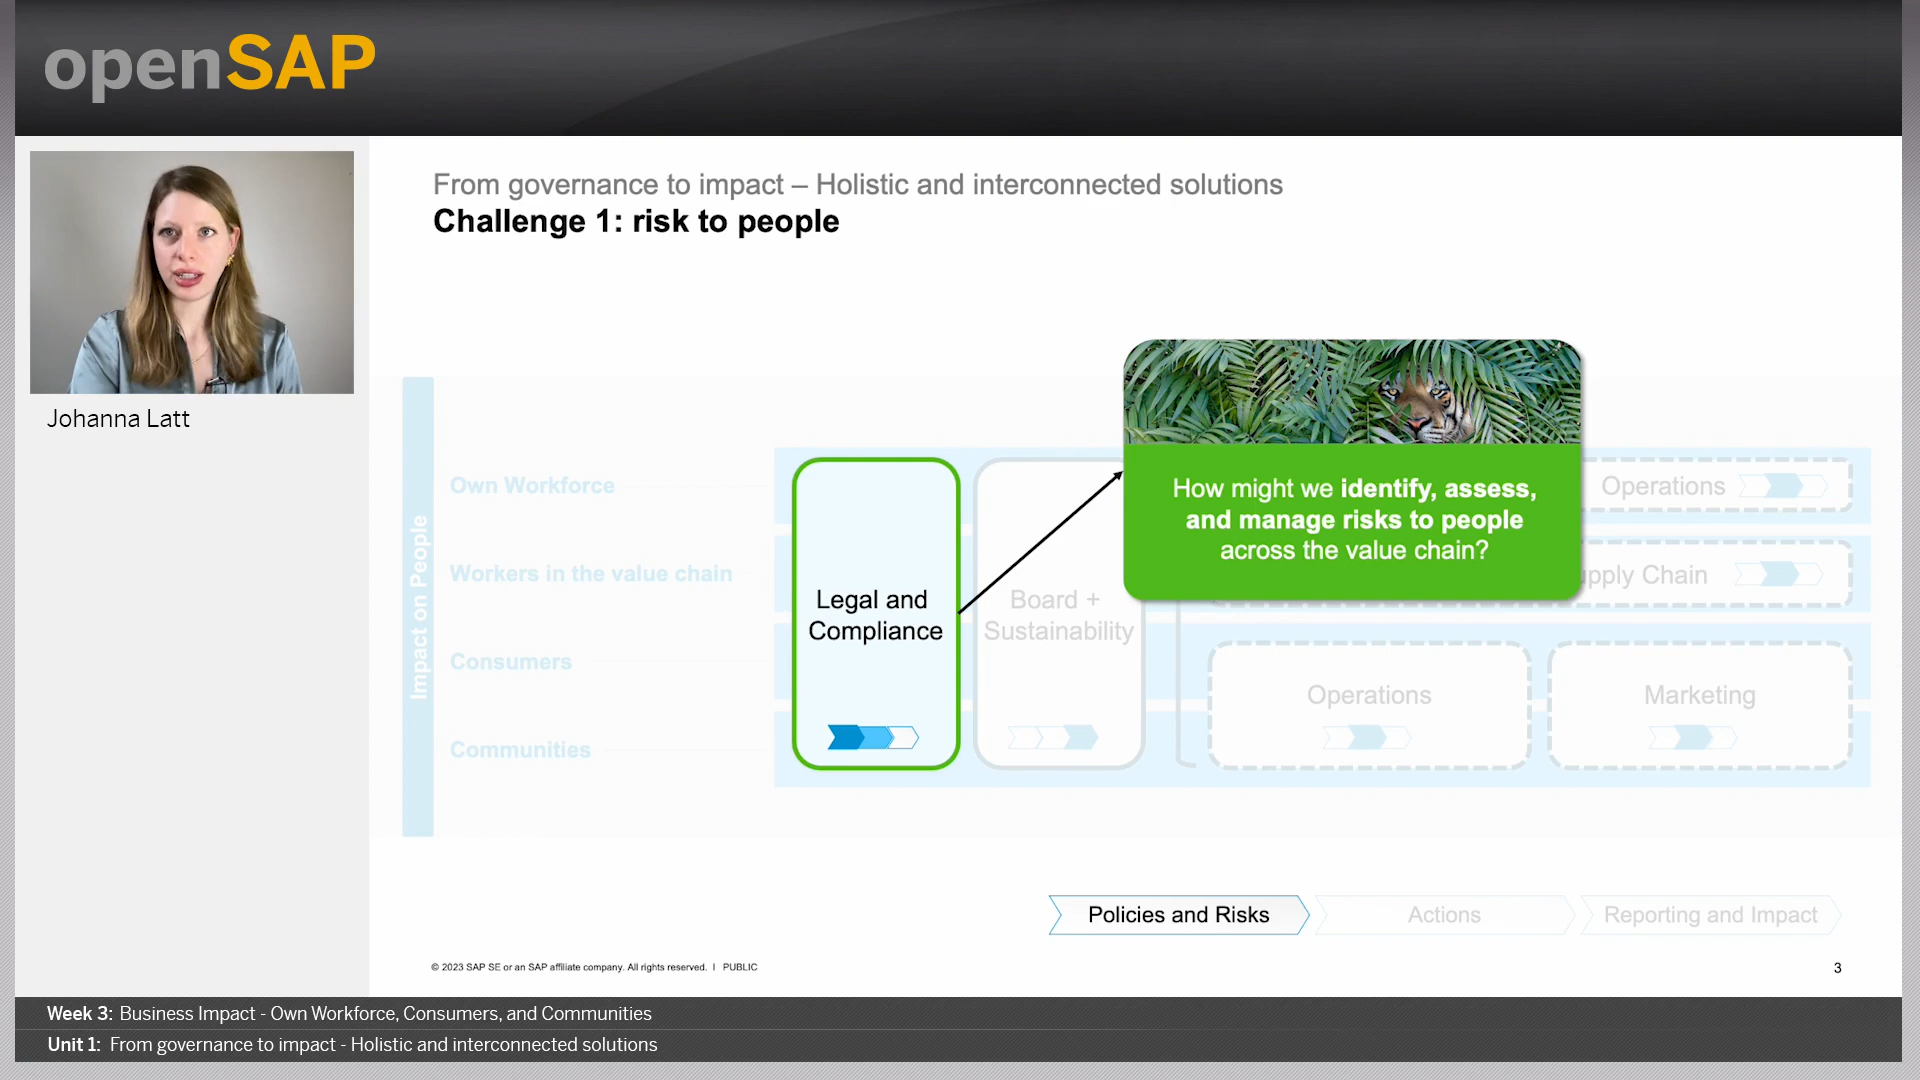 openSAP
Johanna Latt
From governance to impact – Holistic and interconnected solutions
Challenge 1: risk to people
Impact on People
Own Workforce
Workers in the value chain
Consumers
Communities
Legal and
Compliance
Board +
Sustainability
How might we identify, assess,
and manage risks to people
across the value chain?
Operations
upply Chain
Operations
Marketing
Policies and Risks
Actions
Reporting and Impact
© 2023 SAP SE or an SAP affiliate company. All rights reserved. I PUBLIC
3
Week 3: Business Impact - Own Workforce, Consumers, and Communities
Unit 1: From governance to impact - Holistic and interconnected solutions